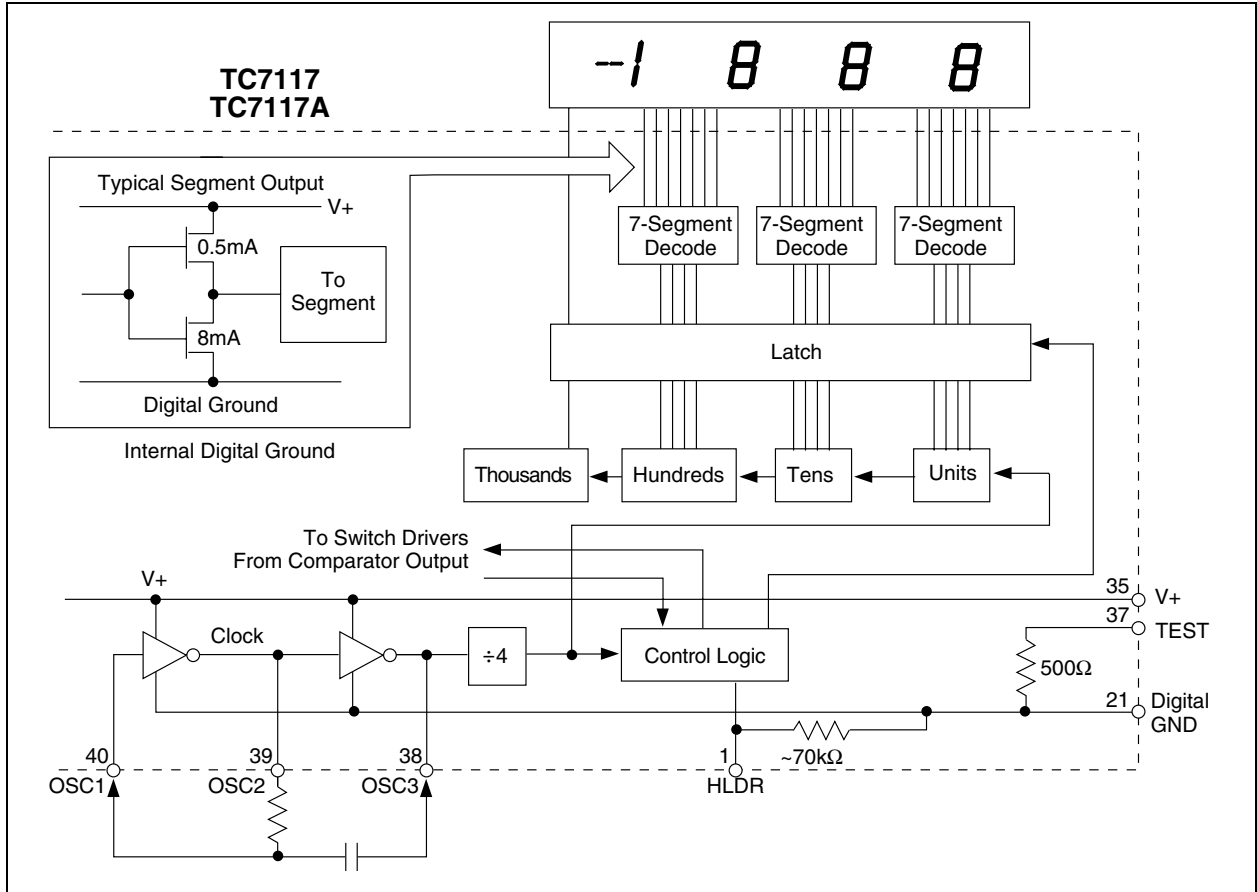 -1 8 8 8
TC7117
TC7117A
Typical Segment Output
V+
0.5mA
To
Segment
8mA
Digital Ground
Internal Digital Ground
7-Segment
Decode
7-Segment
Decode
7-Segment
Decode
Latch
Thousands
Hundreds
Tens
Units
To Switch Drivers
From Comparator Output
V+
Clock
÷4
Control Logic
35
V+
37
TEST
500Ω
21
Digital
GND
~70kΩ
40
OSC1
39
OSC2
38
OSC3
1
HLDR